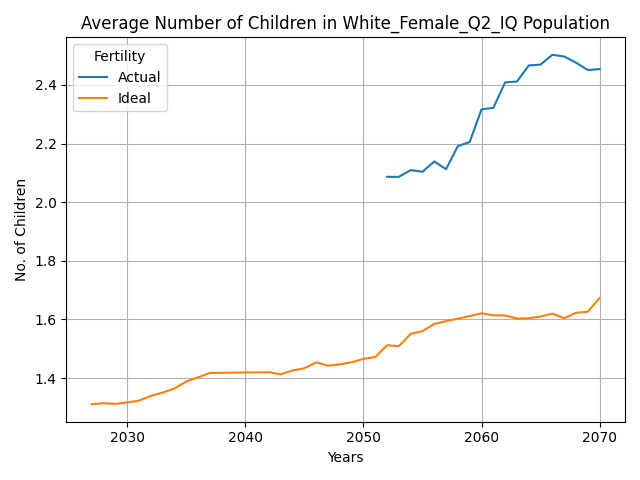 Average Number of Children in White_Female_Q2_IQ Population
Fertility
Actual
Ideal
2.4
2.2
2.0
1.8
1.6
1.4
No. of Children
2030
2040
2050
2060
2070
Years